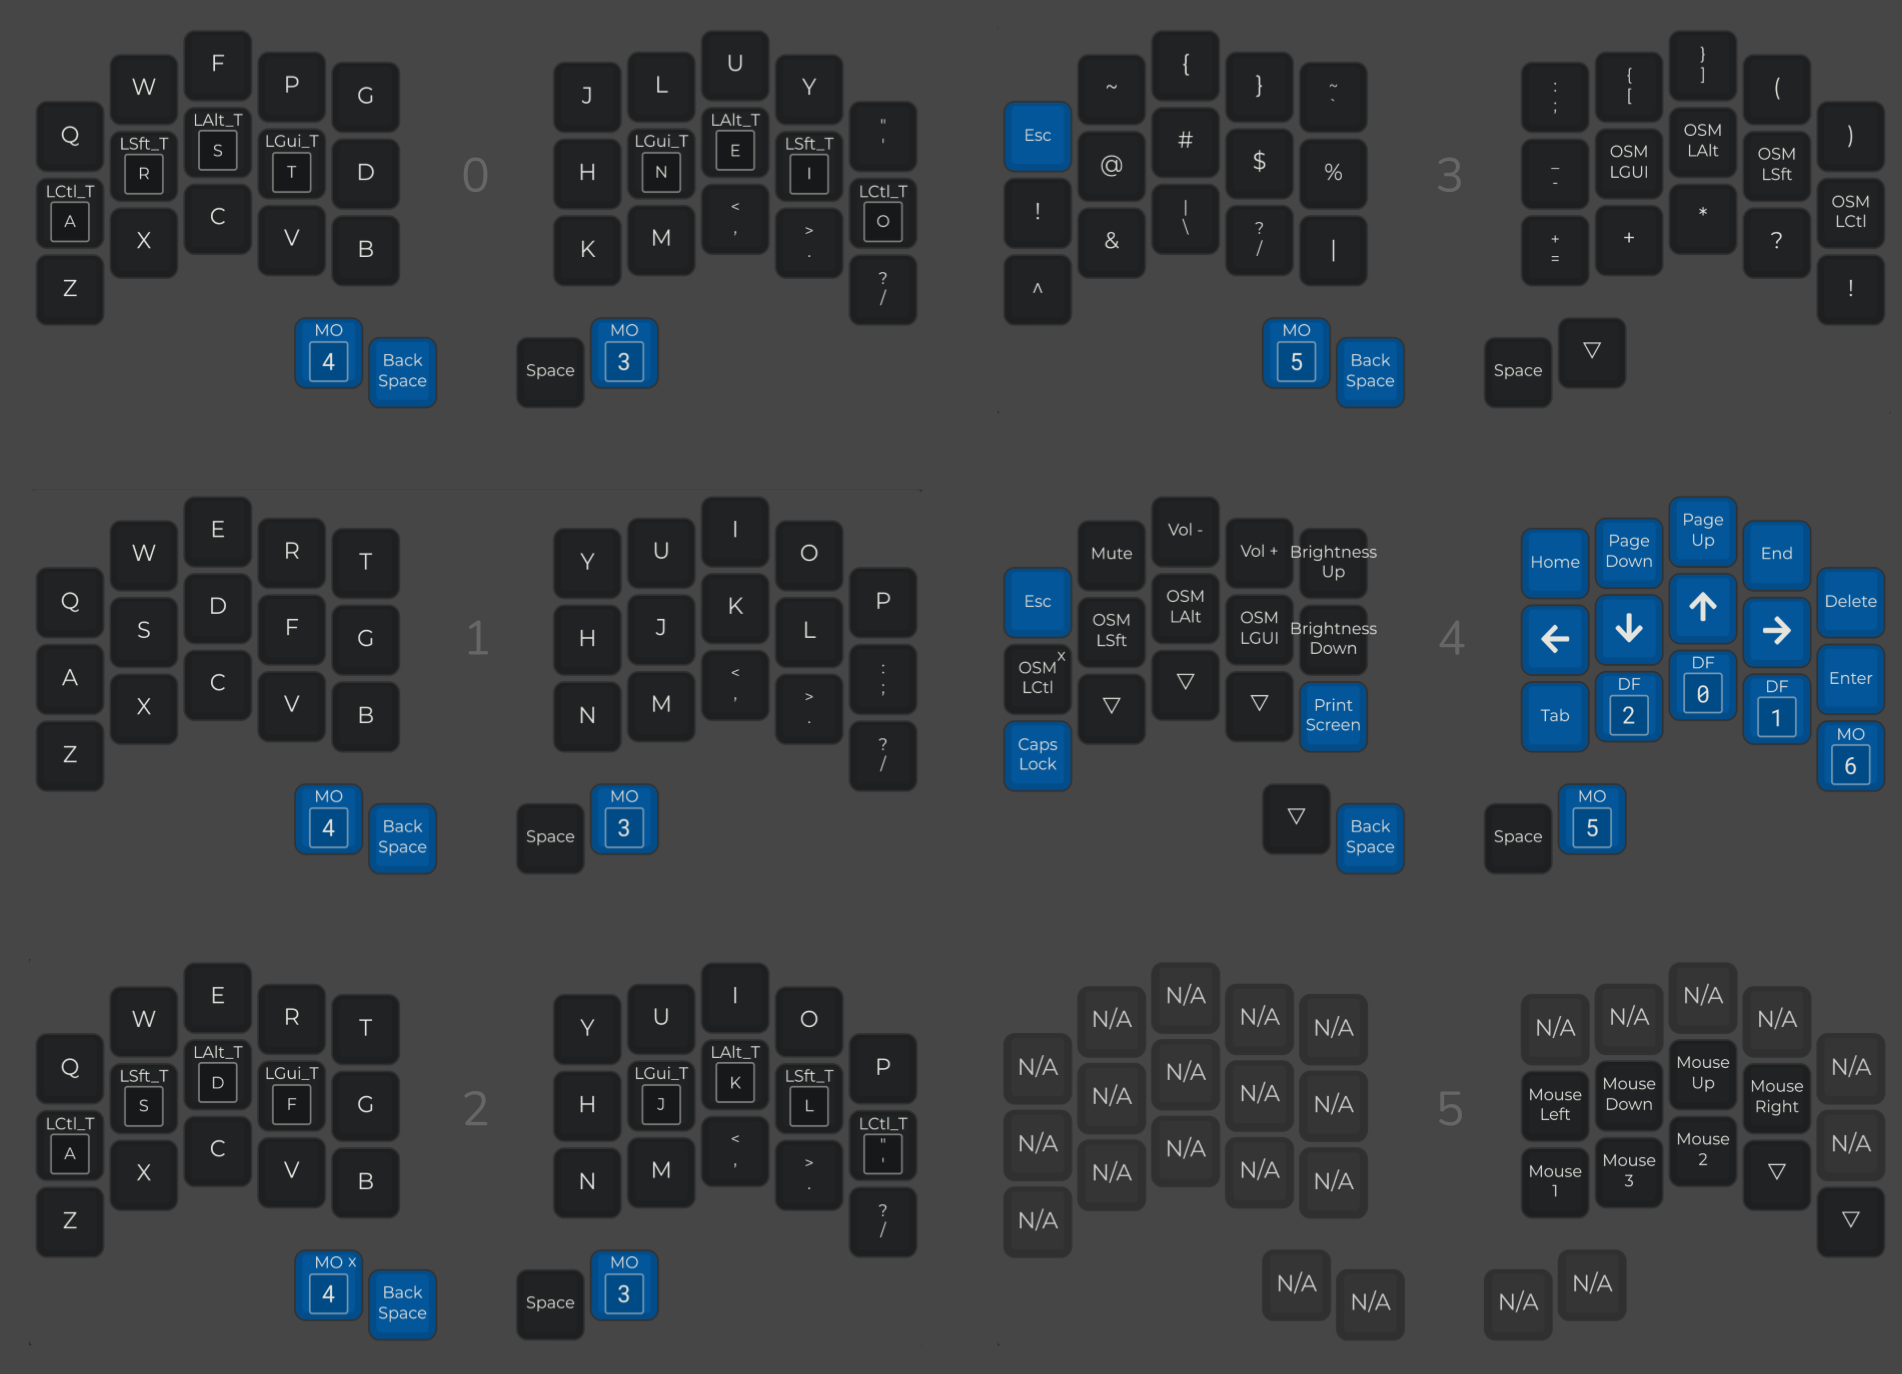 Q W F P G J L U Y " '
LCtl_T A LSft_T R LAlt_T S LGui_T T D H LGui_T N LAlt_T E LSft_T I LCtl_T O
Z X C V B K M < , > . ? /
MO 4 Back Space Space MO 3
0
Esc ~ { } ~ ` : ; { [ } ] ( )
! @ # $ % _ - OSM LGUI OSM LAlt OSM LSft OSM LCtl
^ & | \ ? / | + = + * ? !
MO 5 Back Space Space ▽
3
Q W E R T Y U I O P
A S D F G H J K L : ;
Z X C V B N M < , > . ? /
MO 4 Back Space Space MO 3
1
Esc Mute Vol - Vol + Brightness Up Home Page Down Page Up End Delete
OSM LCtl x OSM LSft OSM LAlt OSM LGUI Brightness Down ← ↓ ↑ → Enter
Caps Lock ▽ ▽ ▽ Print Screen Tab DF 2 DF 0 DF 1 MO 6
▽ Back Space Space MO 5
4
Q W E R T Y U I O P
LCtl_T A LSft_T S LAlt_T D LGui_T F G H LGui_T J LAlt_T K LSft_T L LCtl_T " '
Z X C V B N M < , > . ? /
MO x 4 Back Space Space MO 3
2
N/A N/A N/A N/A N/A N/A N/A N/A N/A N/A
N/A N/A N/A N/A N/A Mouse Left Mouse Down Mouse Up Mouse Right N/A
N/A N/A N/A N/A N/A Mouse 1 Mouse 3 Mouse 2 ▽ ▽
N/A N/A N/A N/A
5